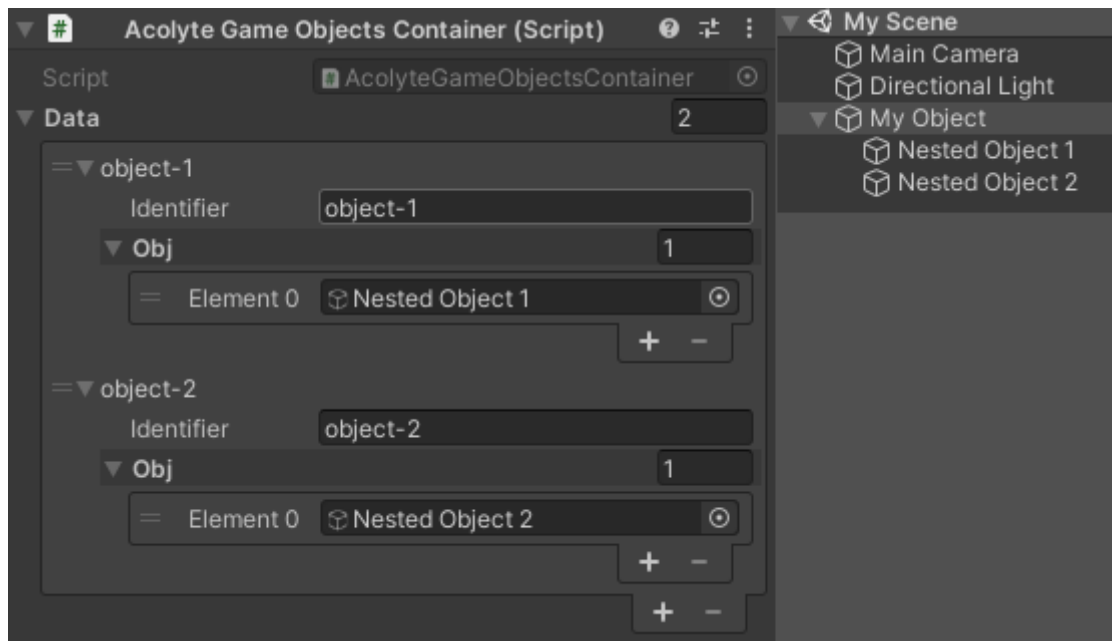 Acolyte Game Objects Container (Script)
Script AcolyteGameObjectsContainer
Data 2
object-1
Identifier object-1
Obj 1
Element 0 Nested Object 1
object-2
Identifier object-2
Obj 1
Element 0 Nested Object 2
My Scene
Main Camera
Directional Light
My Object
Nested Object 1
Nested Object 2